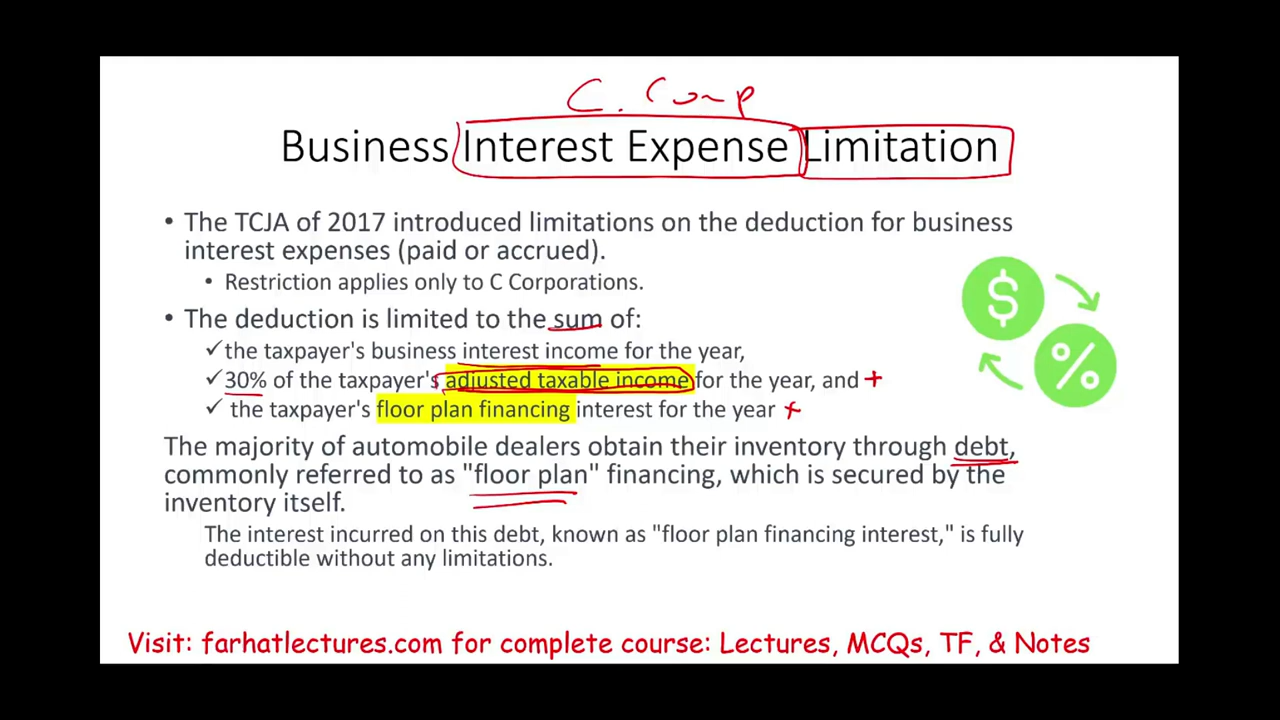 C. Corp
Business Interest Expense Limitation
• The TCJA of 2017 introduced limitations on the deduction for business
interest expenses (paid or accrued).
• Restriction applies only to C Corporations.
• The deduction is limited to the sum of:
✓the taxpayer's business interest income for the year,
✓30% of the taxpayer's adjusted taxable income for the year, and +
✓ the taxpayer's floor plan financing interest for the year +
The majority of automobile dealers obtain their inventory through debt,
commonly referred to as "floor plan" financing, which is secured by the
inventory itself.
The interest incurred on this debt, known as "floor plan financing interest," is fully
deductible without any limitations.
$
%
Visit: farhatlectures.com for complete course: Lectures, MCQs, TF, & Notes